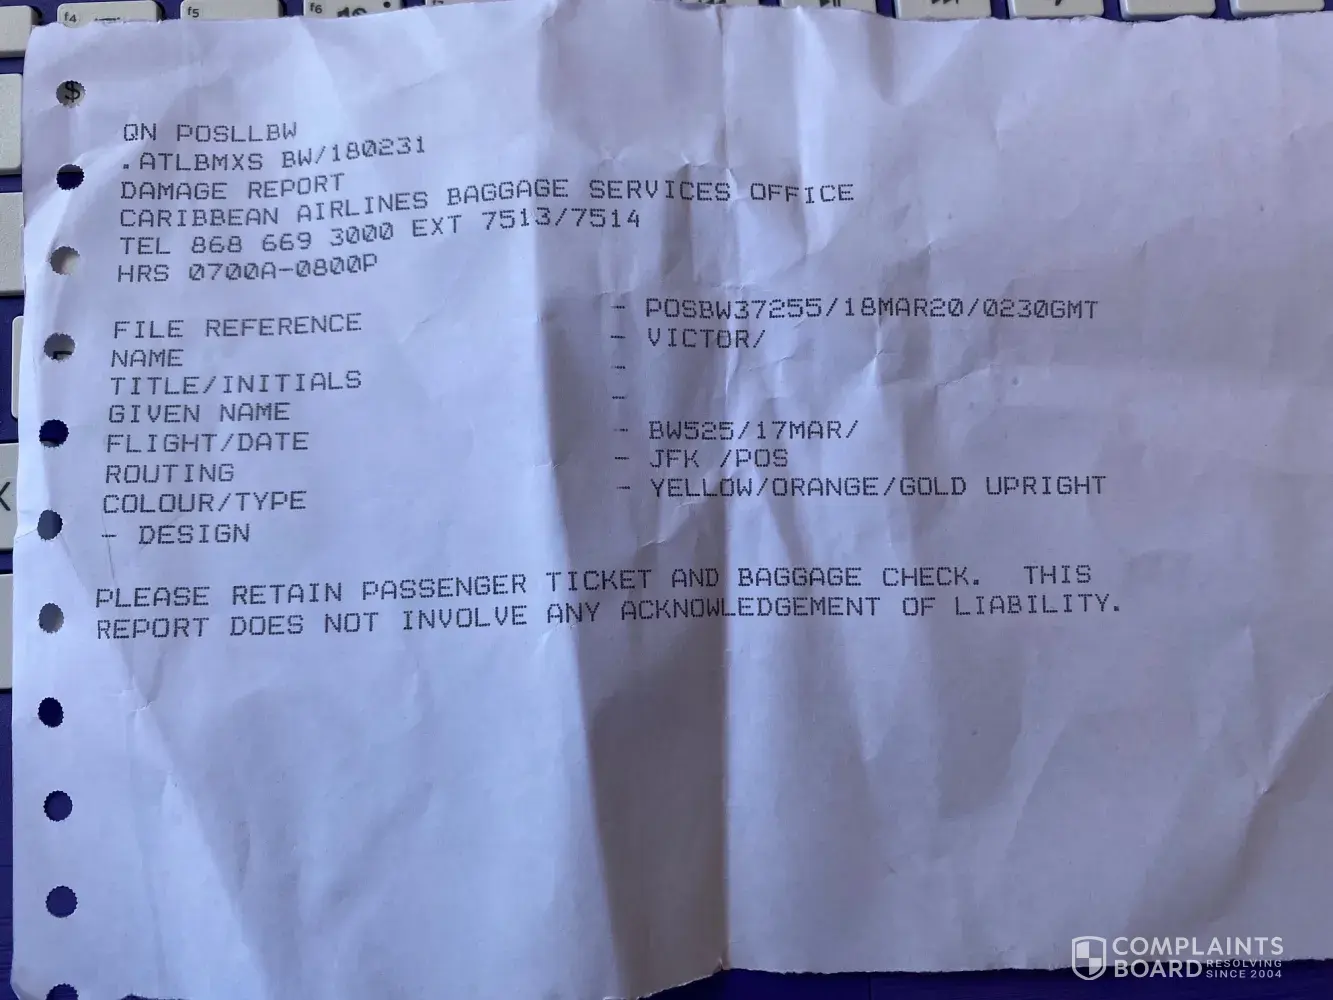 f4
f5
f6
$
QN POSLLBW
.ATLBMXS BW/180231
DAMAGE REPORT
CARIBBEAN AIRLINES BAGGAGE SERVICES OFFICE
TEL 868 669 3000 EXT 7513/7514
HRS 0700A-0800P
FILE REFERENCE - POSBW37255/18MAR20/0230GMT
NAME - VICTOR/
TITLE/INITIALS -
GIVEN NAME -
FLIGHT/DATE - BW525/17MAR/
ROUTING - JFK /POS
COLOUR/TYPE - YELLOW/ORANGE/GOLD UPRIGHT
- DESIGN
PLEASE RETAIN PASSENGER TICKET AND BAGGAGE CHECK. THIS
REPORT DOES NOT INVOLVE ANY ACKNOWLEDGEMENT OF LIABILITY.
COMPLAINTS
BOARD RESOLVING
SINCE 2004